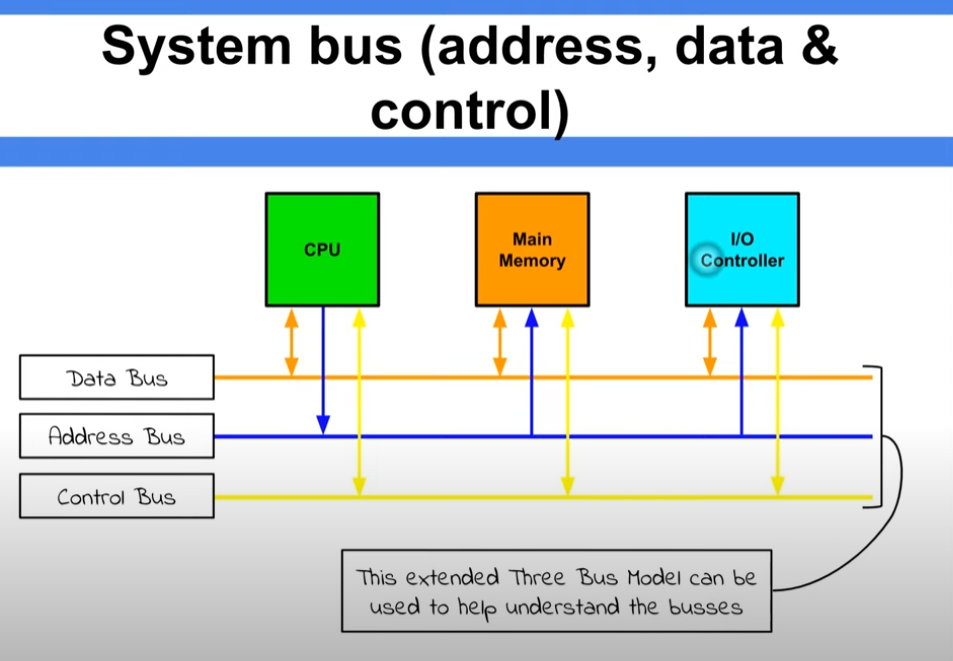 System bus (address, data &
control)
CPU
Main
Memory
I/O
Controller
Data Bus
Address Bus
Control Bus
This extended Three Bus Model can be
used to help understand the busses